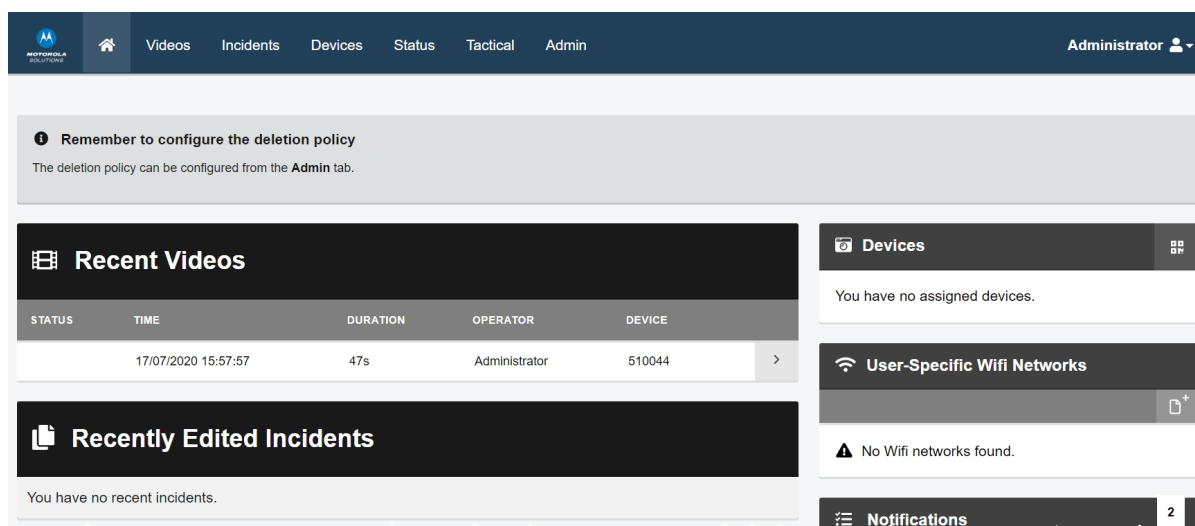 MOTOROLA
SOLUTIONS
Videos Incidents Devices Status Tactical Admin Administrator
Remember to configure the deletion policy
The deletion policy can be configured from the Admin tab.
Recent Videos
STATUS TIME DURATION OPERATOR DEVICE
17/07/2020 15:57:57 47s Administrator 510044
Recently Edited Incidents
You have no recent incidents.
Devices
You have no assigned devices.
User-Specific Wifi Networks
No Wifi networks found.
Notifications
2